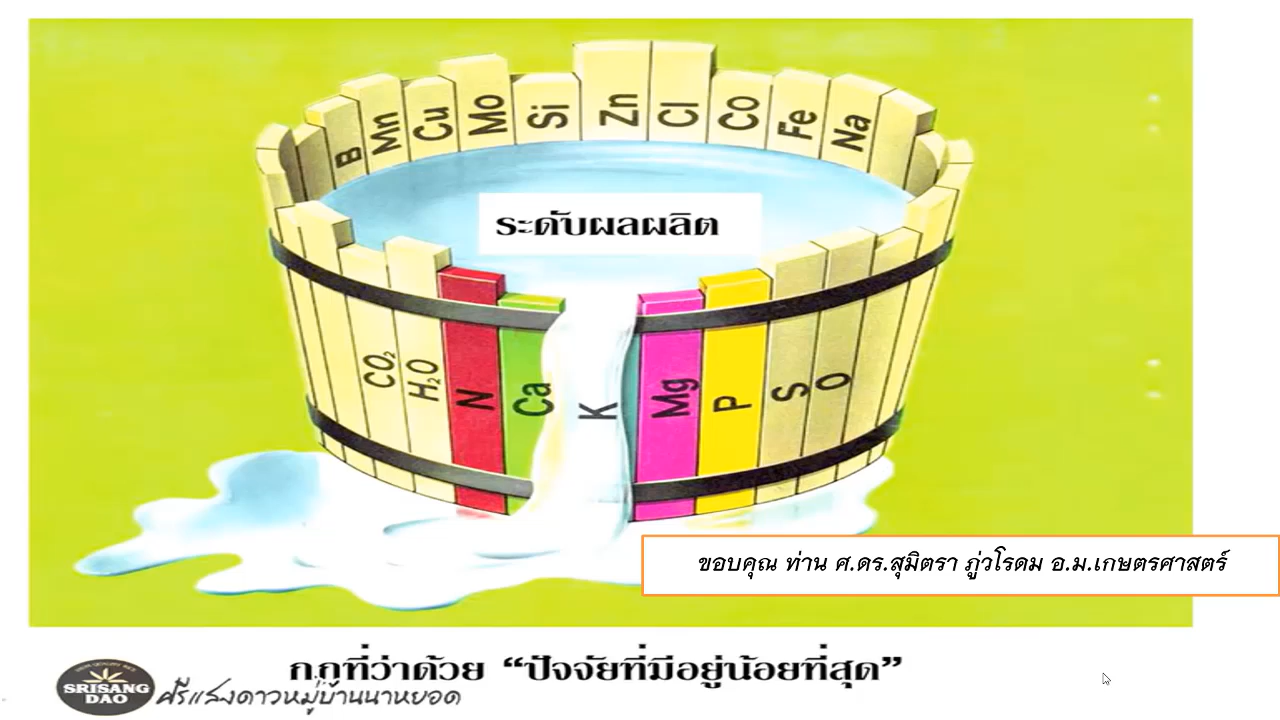 B
Mn
Cu
Mo
Si
Zn
Cl
Co
Fe
Na
ระดับผลผลิต
CO₂
H₂O
N
Ca
K
Mg
P
S
O
ขอบคุณ ท่าน ศ.ดร.สุมิตรา ภู่วโรดม อ.ม.เกษตรศาสตร์
กฎที่ว่าด้วย “ปัจจัยที่มีอยู่น้อยที่สุด”
SRISANG
DAO
ศรีแสงดาวหมู่บ้านนาหยอด